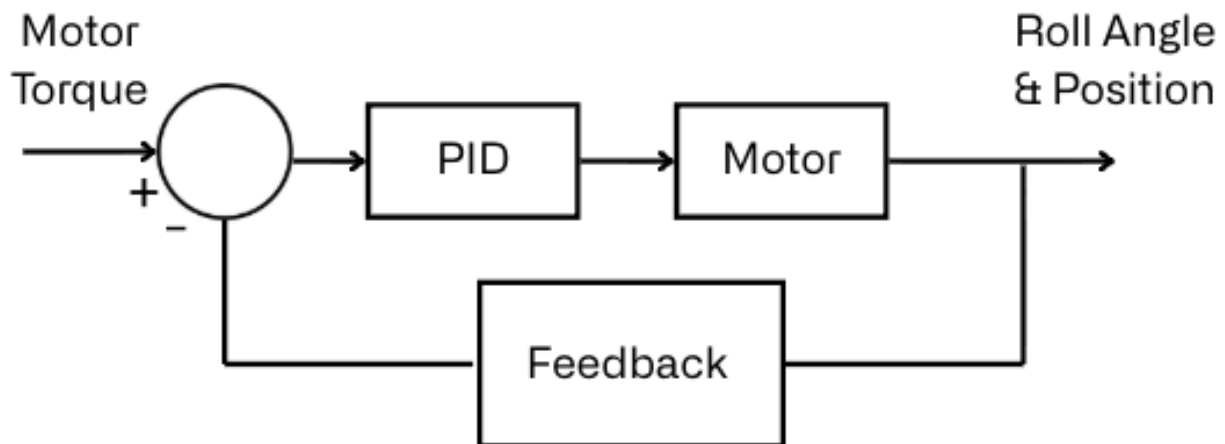 Motor
Torque
Roll Angle
& Position
+
-
PID
Motor
Feedback